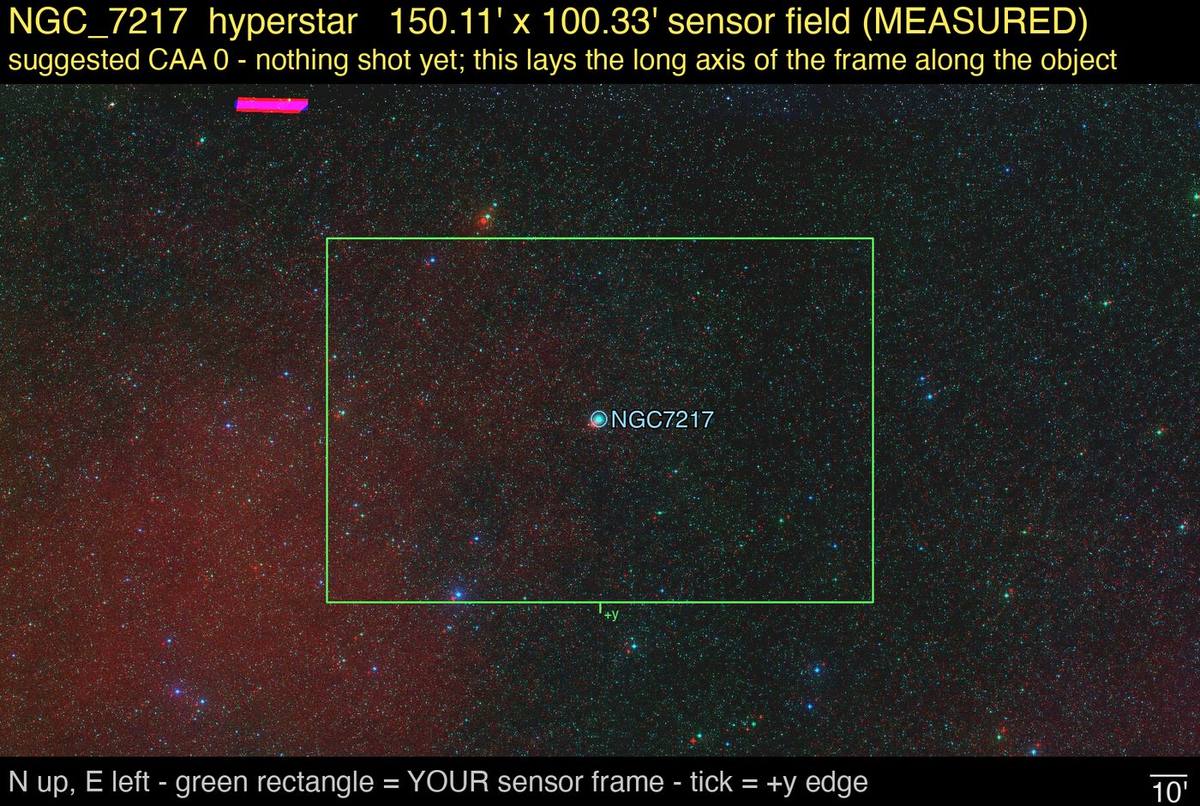 NGC_7217 hyperstar 150.11' x 100.33' sensor field (MEASURED)
suggested CAA 0 - nothing shot yet; this lays the long axis of the frame along the object
NGC7217
+y
N up, E left - green rectangle = YOUR sensor frame - tick = +y edge
10'